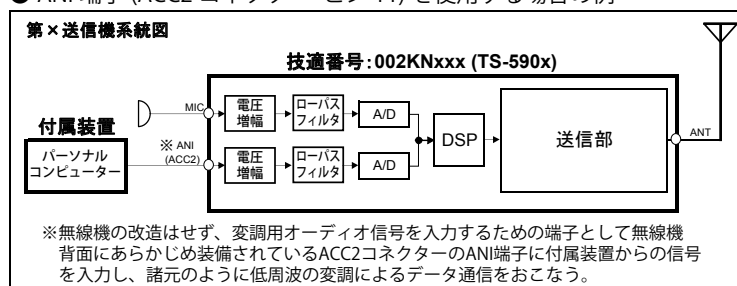 ● ANI端子 (ACC2 コネクター ピン11) を使用する場合の例
第×送信機系統図
技適番号：002KNxxx (TS-590x)
MIC
電圧
増幅
ローパス
フィルタ
A/D
付属装置
パーソナル
コンピューター
※ ANI
(ACC2)
電圧
増幅
ローパス
フィルタ
A/D
DSP
送信部
ANT
※無線機の改造はせず、変調用オーディオ信号を入力するための端子として無線機
背面にあらかじめ装備されているACC2コネクターのANI端子に付属装置からの信号
を入力し、諸元のように低周波の変調によるデータ通信をおこなう。